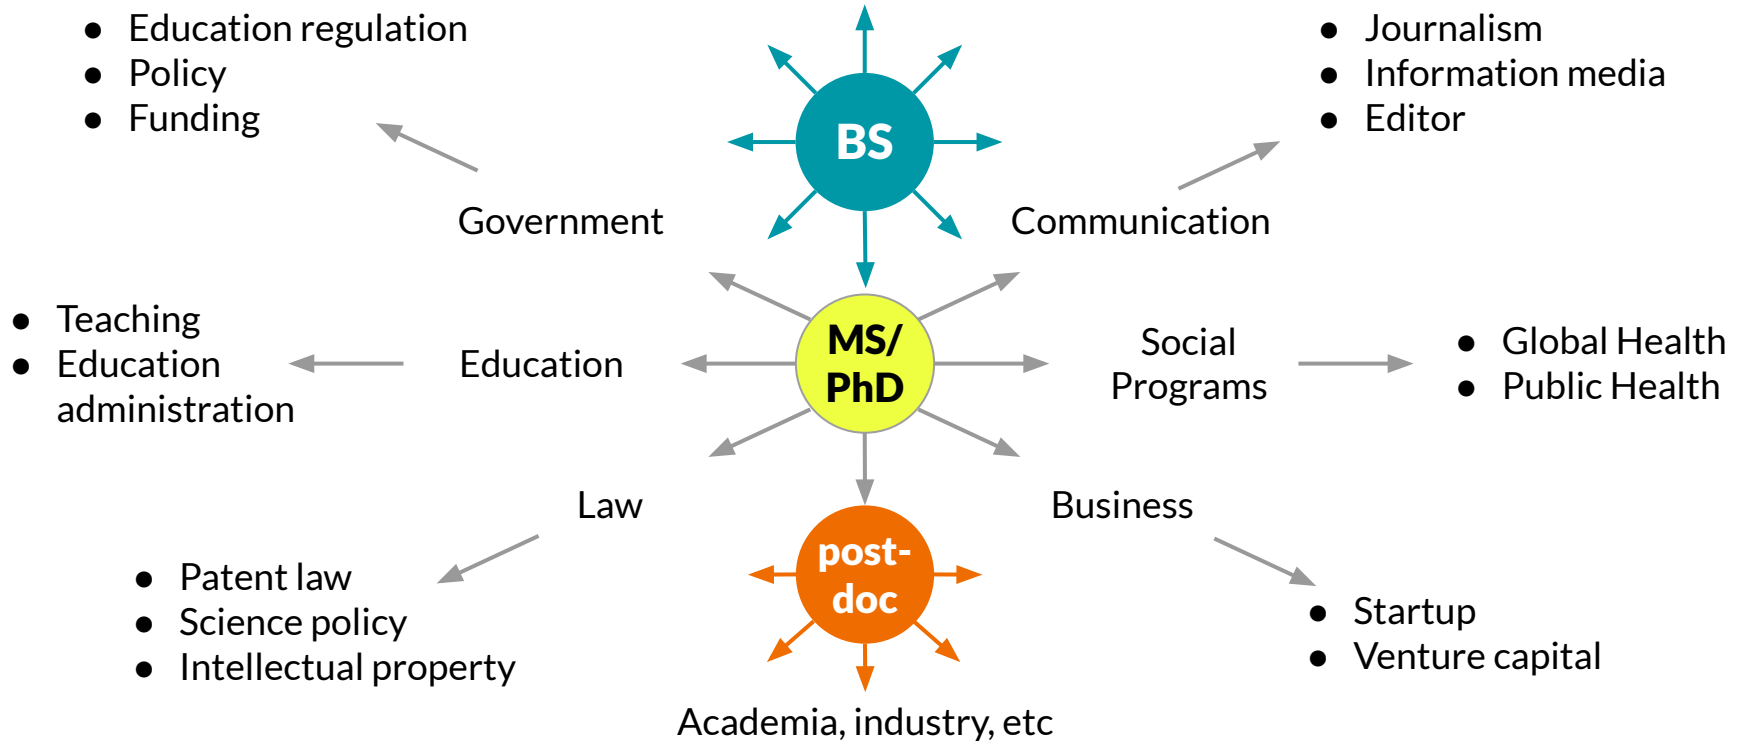 ● Education regulation
● Policy
● Funding
● Journalism
● Information media
● Editor
BS
Government
Communication
● Teaching
● Education
administration
Education
MS/
PhD
Social
Programs
● Global Health
● Public Health
Law
Business
● Patent law
● Science policy
● Intellectual property
post-
doc
● Startup
● Venture capital
Academia, industry, etc